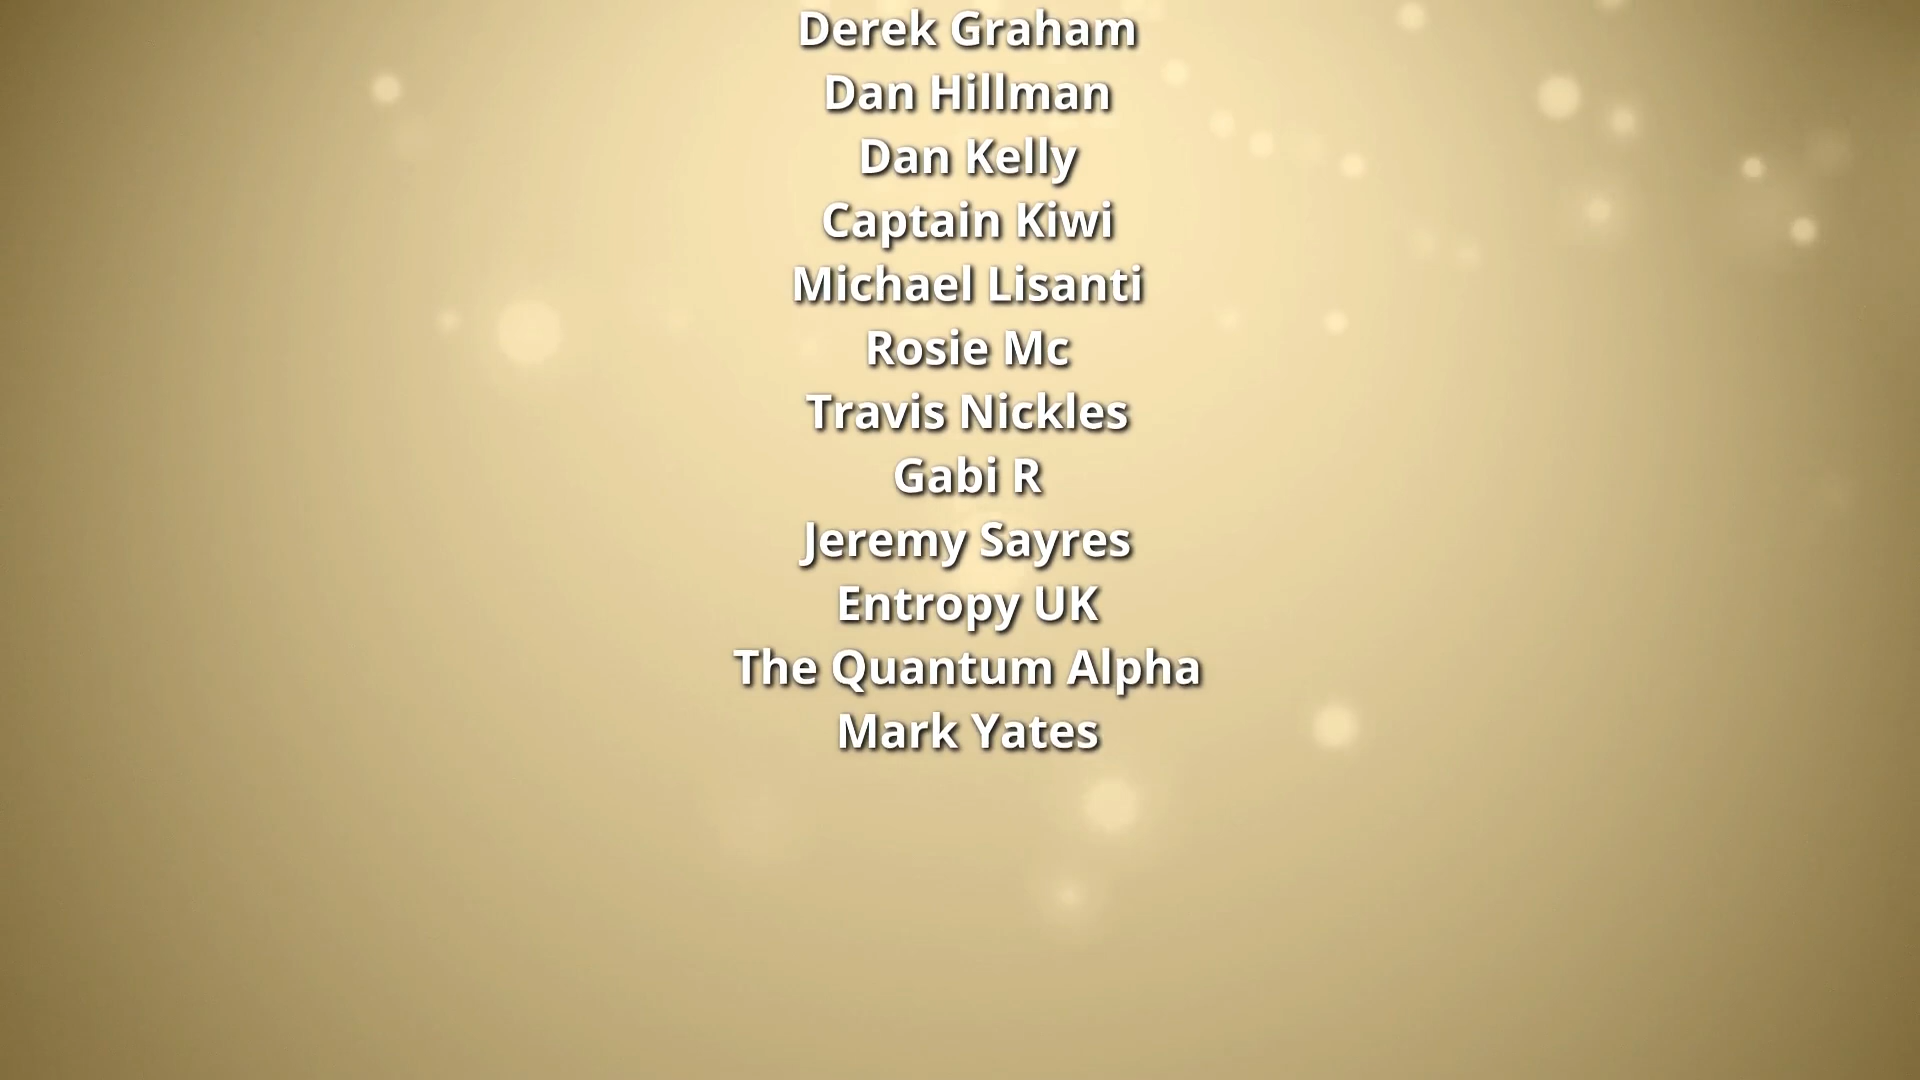 Derek Graham
Dan Hillman
Dan Kelly
Captain Kiwi
Michael Lisanti
Rosie Mc
Travis Nickles
Gabi R
Jeremy Sayres
Entropy UK
The Quantum Alpha
Mark Yates